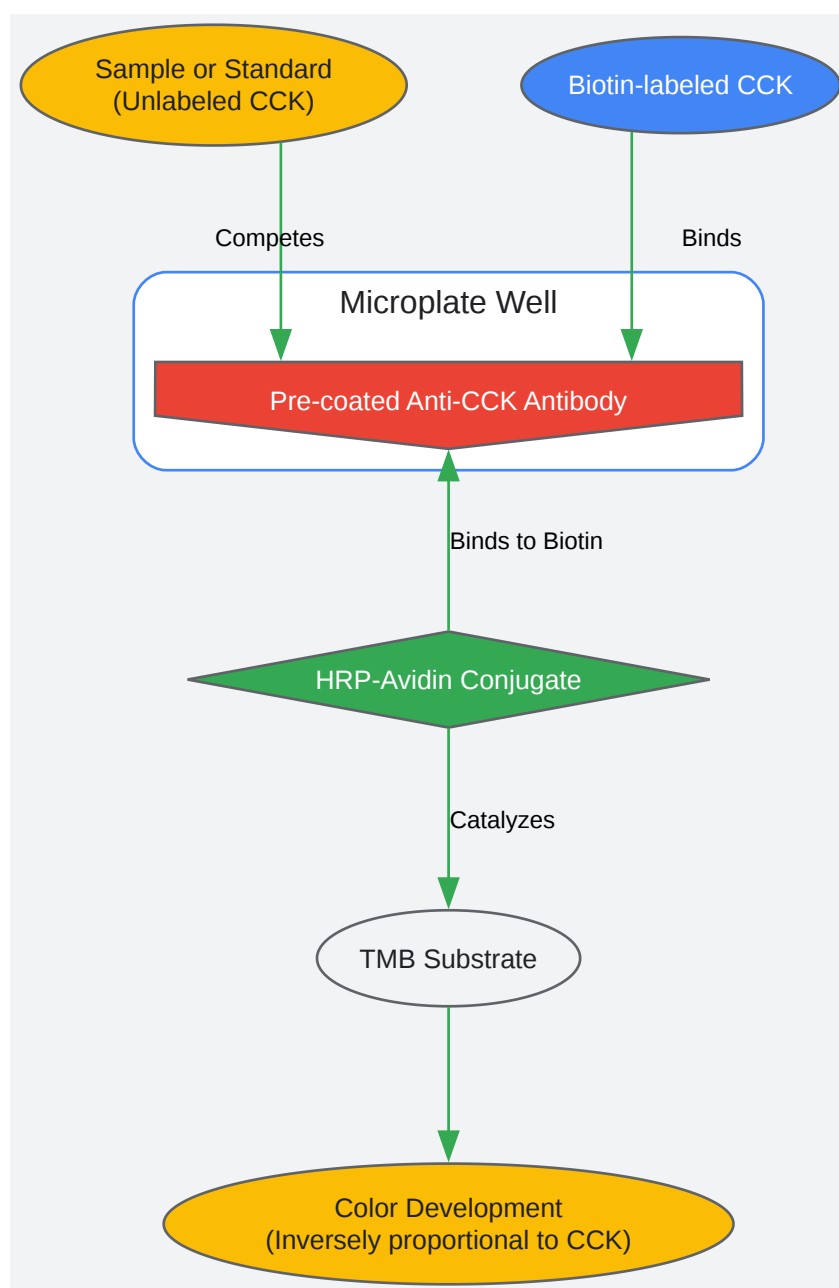 Sample or Standard
(Unlabeled CCK)
Biotin-labeled CCK
Competes
Binds
Microplate Well
Pre-coated Anti-CCK Antibody
Binds to Biotin
HRP-Avidin Conjugate
Catalyzes
TMB Substrate
Color Development
(Inversely proportional to CCK)